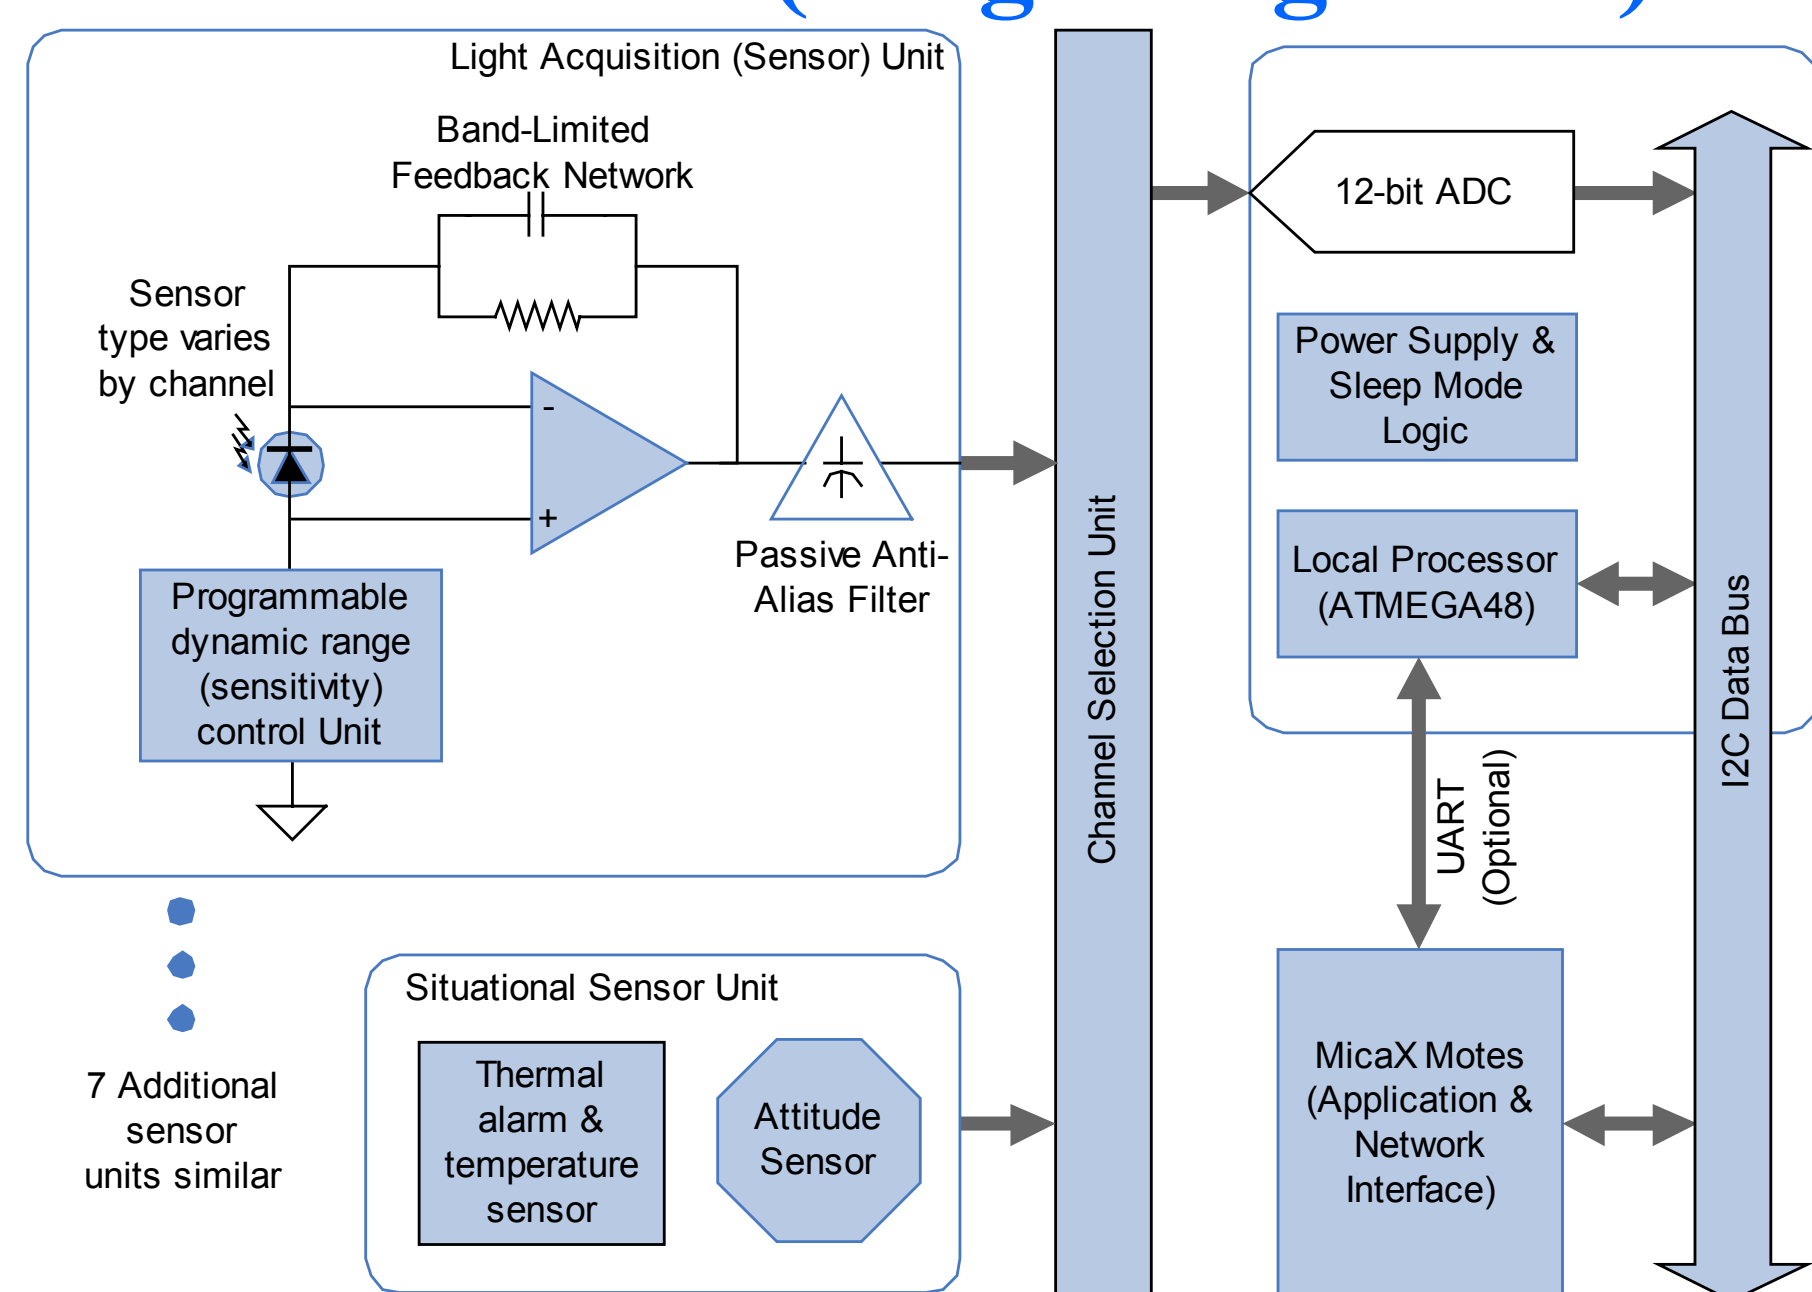 Light Acquisition (Sensor) Unit
Band-Limited
Feedback Network
Sensor
type varies
by channel
-
+
Passive Anti-
Alias Filter
Programmable
dynamic range
(sensitivity)
control Unit
7 Additional
sensor
units similar
Situational Sensor Unit
Thermal
alarm &
temperature
sensor
Attitude
Sensor
Channel Selection Unit
12-bit ADC
Power Supply &
Sleep Mode
Logic
Local Processor
(ATMEGA48)
UART
(Optional)
MicaX Motes
(Application &
Network
Interface)
I2C Data Bus